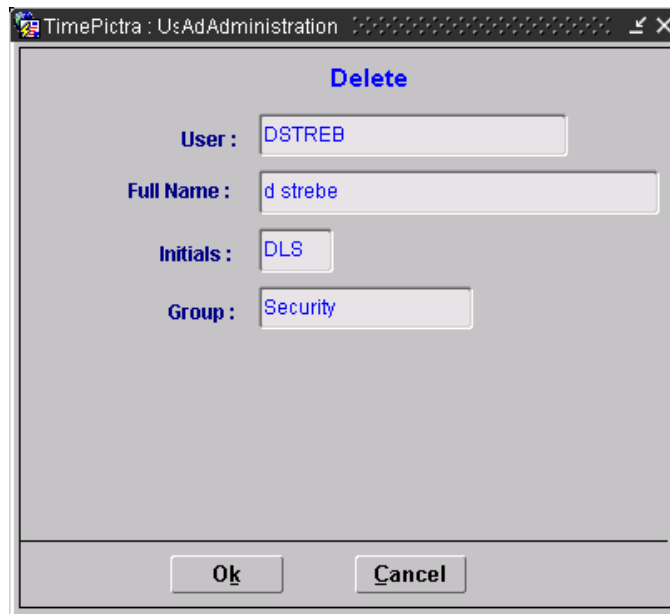 TimePictra : UsAdAdministration
Delete
User : DSTREB
Full Name : d strebe
Initials : DLS
Group : Security
Ok Cancel